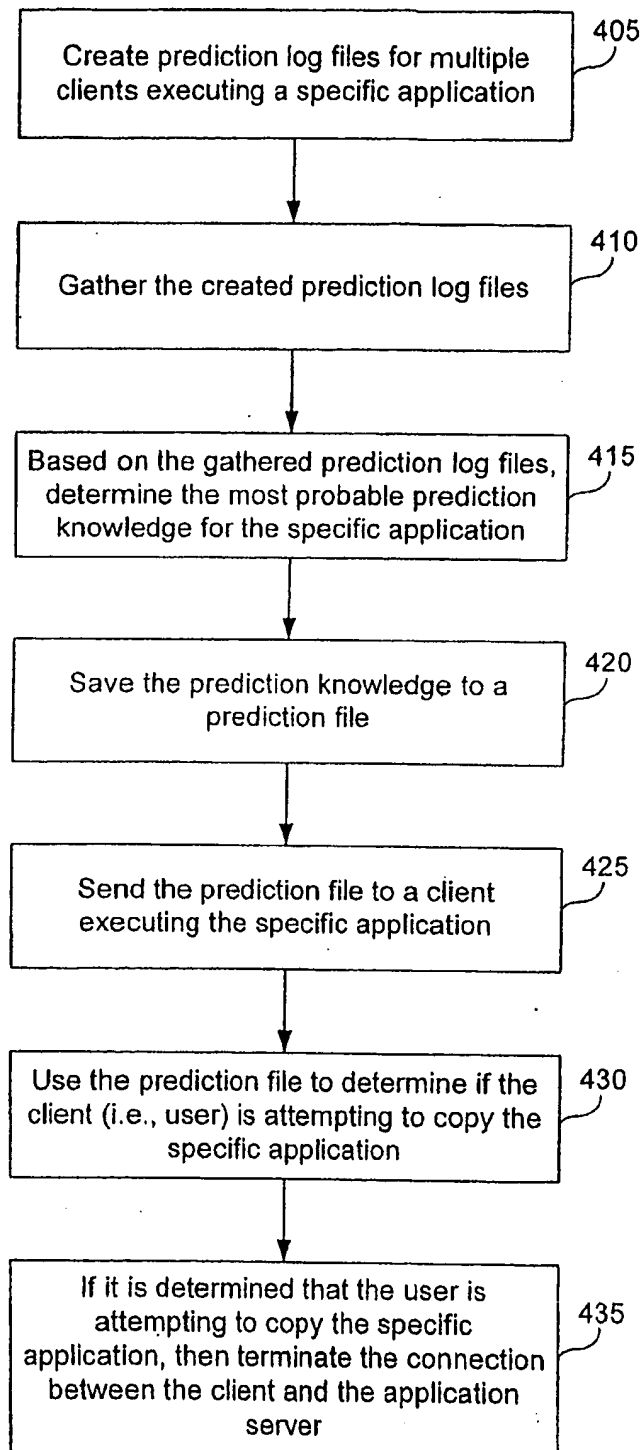 Create prediction log files for multiple
clients executing a specific application
405
Gather the created prediction log files
410
Based on the gathered prediction log files,
determine the most probable prediction
knowledge for the specific application
415
Save the prediction knowledge to a
prediction file
420
Send the prediction file to a client
executing the specific application
425
Use the prediction file to determine if the
client (i.e., user) is attempting to copy the
specific application
430
If it is determined that the user is
attempting to copy the specific
application, then terminate the connection
between the client and the application
server
435